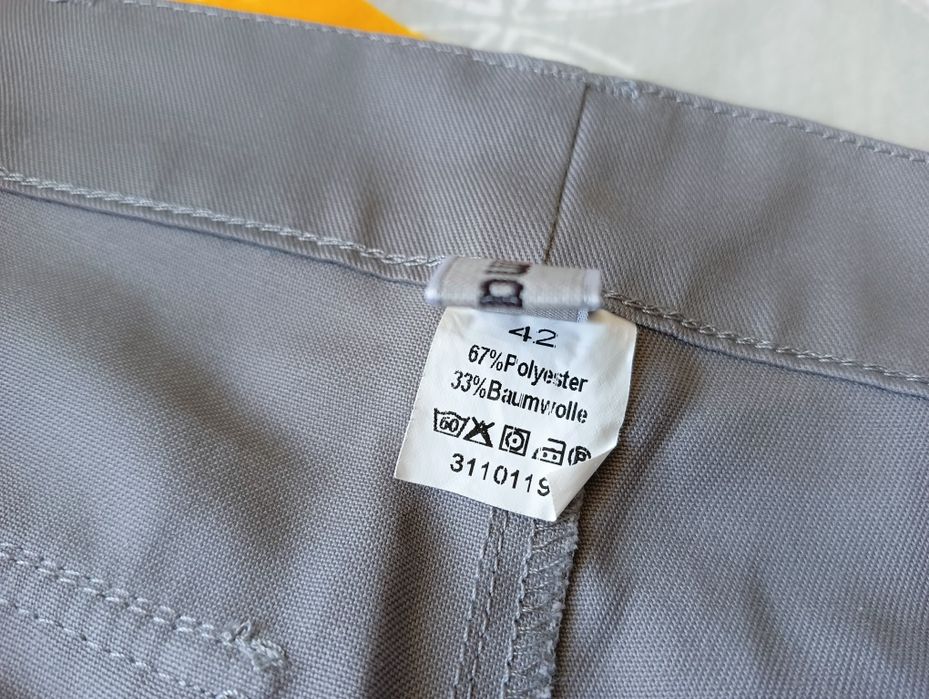 42
67%Polyester
33%Baumwolle
60 P
3110119